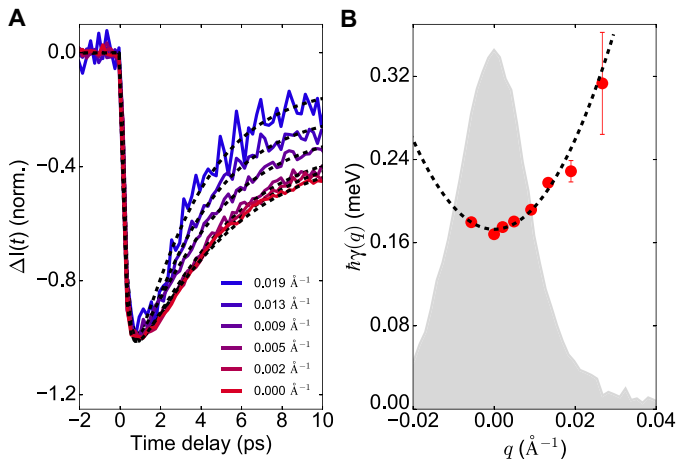 A
ΔI(t) (norm.)
0.0
−0.4
−0.8
−1.2
0.019 Å⁻¹
0.013 Å⁻¹
0.009 Å⁻¹
0.005 Å⁻¹
0.002 Å⁻¹
0.000 Å⁻¹
−2 0 2 4 6 8 10
Time delay (ps)
B
ħγ(q) (meV)
0.32
0.24
0.16
0.08
0.00
−0.02 0.00 0.02 0.04
q (Å⁻¹)